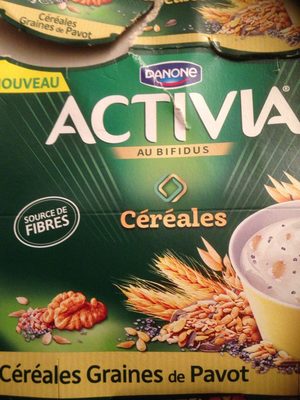 Céréales
Graines de Pavot
NOUVEAU
DANONE
ACTIVIA
AU BIFIDUS
Céréales
SOURCE DE
FIBRES
Céréales Graines de Pavot